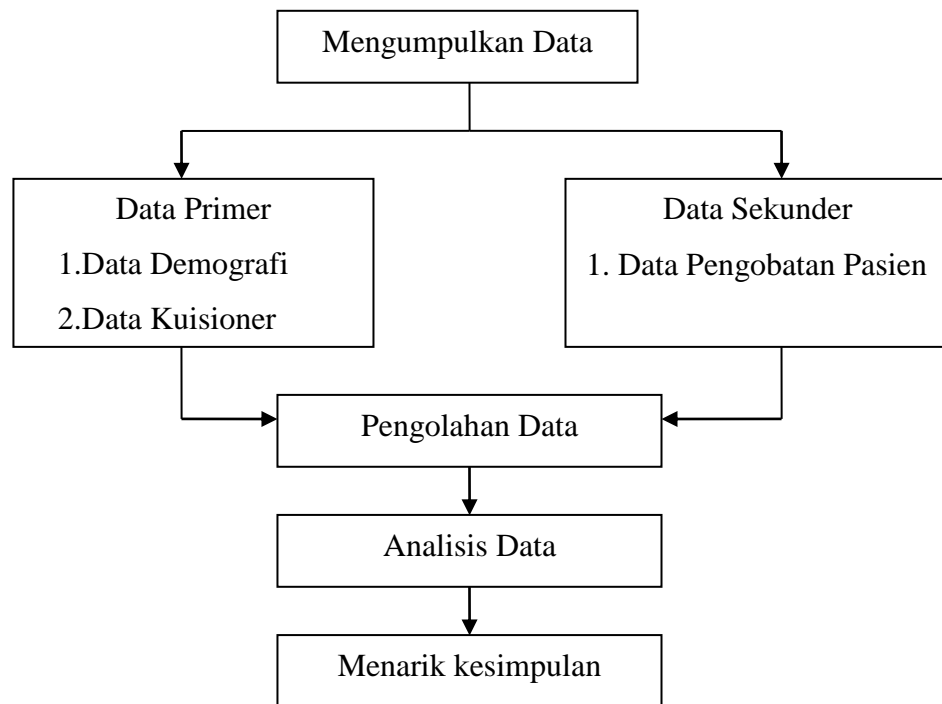 Mengumpulkan Data
Data Primer
1.Data Demografi
2.Data Kuisioner
Data Sekunder
1. Data Pengobatan Pasien
Pengolahan Data
Analisis Data
Menarik kesimpulan